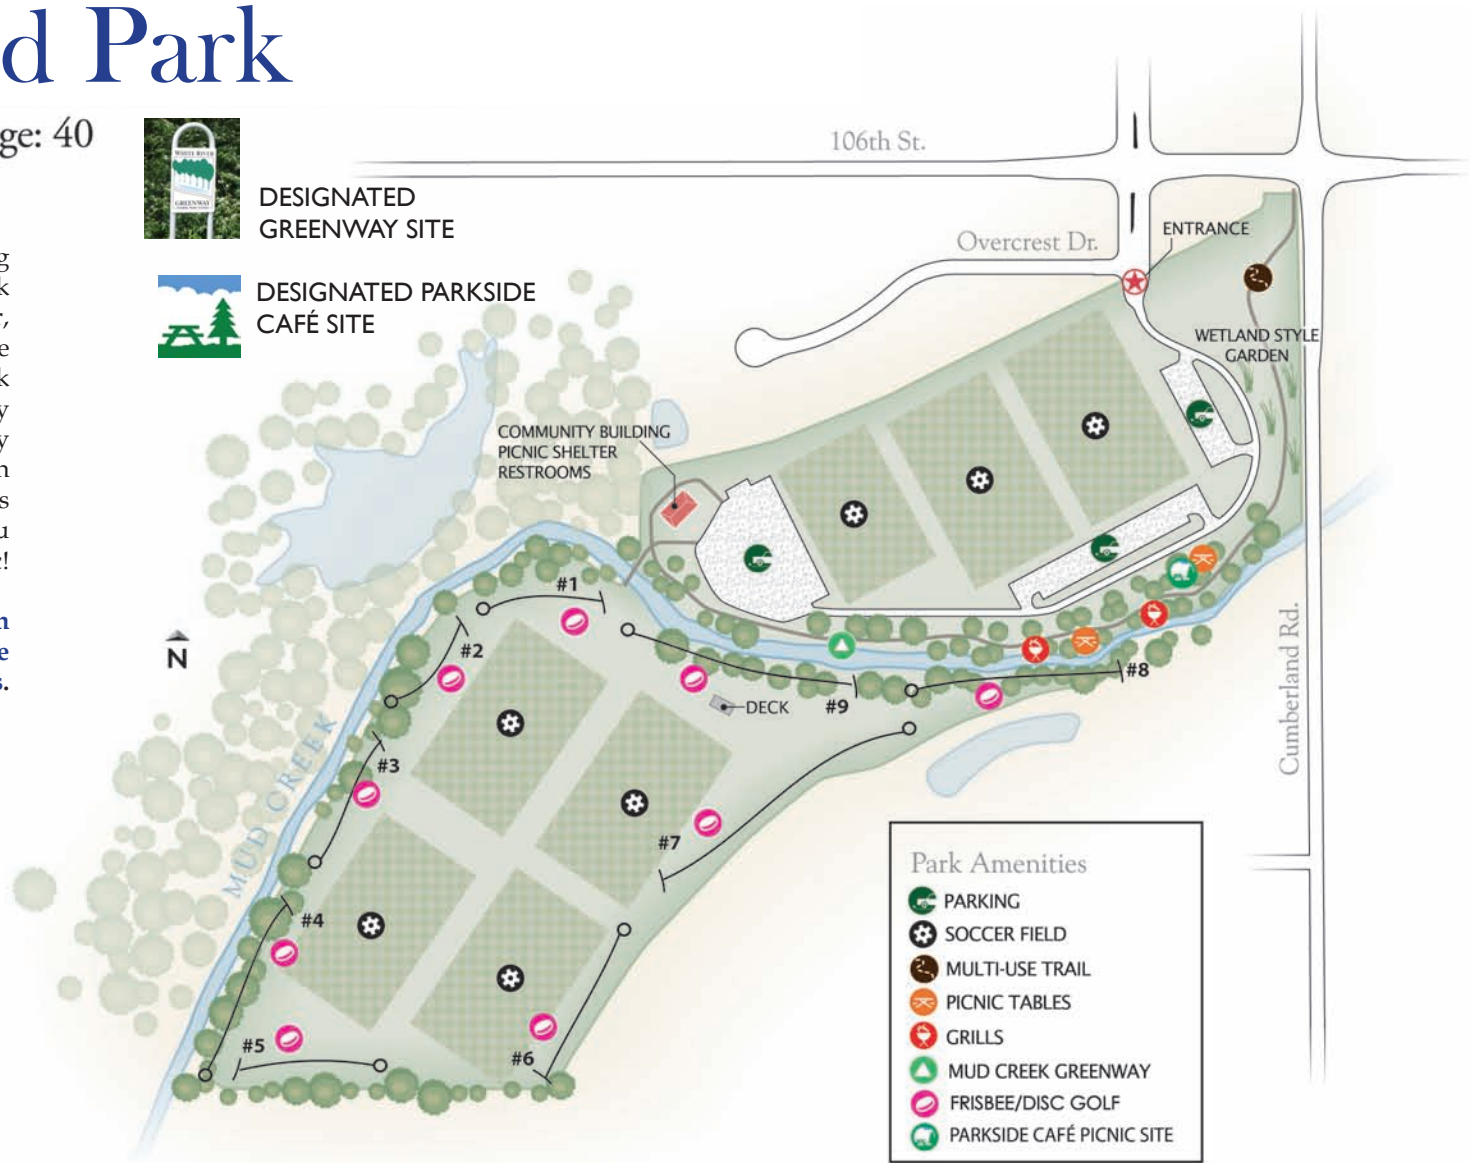 d Park
ge: 40
WHITE RIVER
GREENWAY
DESIGNATED
GREENWAY SITE
DESIGNATED PARKSIDE
CAFÉ SITE
g
k
r,
e
k
y
y
n
s
u
!
n
e
s.
106th St.
Overcrest Dr.
ENTRANCE
WETLAND STYLE
GARDEN
COMMUNITY BUILDING
PICNIC SHELTER
RESTROOMS
#1
#2
#3
#4
#5
#6
#7
#8
#9
DECK
N
MUD CREEK
Cumberland Rd.
Park Amenities
PARKING
SOCCER FIELD
MULTI-USE TRAIL
PICNIC TABLES
GRILLS
MUD CREEK GREENWAY
FRISBEE/DISC GOLF
PARKSIDE CAFÉ PICNIC SITE